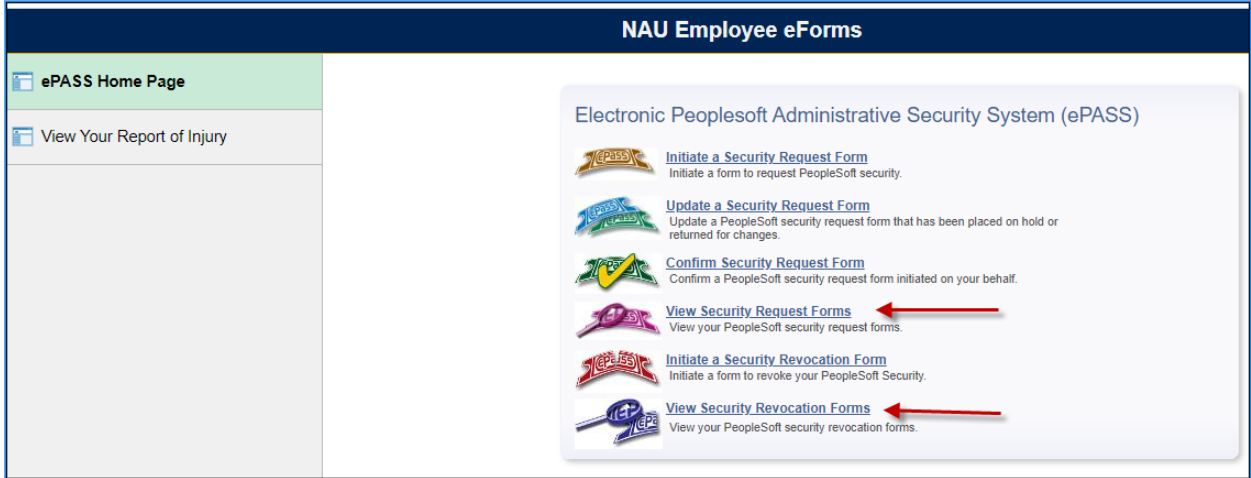 NAU Employee eForms
ePASS Home Page
View Your Report of Injury
Electronic Peoplesoft Administrative Security System (ePASS)
Initiate a Security Request Form
Initiate a form to request PeopleSoft security.
Update a Security Request Form
Update a PeopleSoft security request form that has been placed on hold or
returned for changes.
Confirm Security Request Form
Confirm a PeopleSoft security request form initiated on your behalf.
View Security Request Forms
View your PeopleSoft security request forms.
Initiate a Security Revocation Form
Initiate a form to revoke your PeopleSoft Security.
View Security Revocation Forms
View your PeopleSoft security revocation forms.